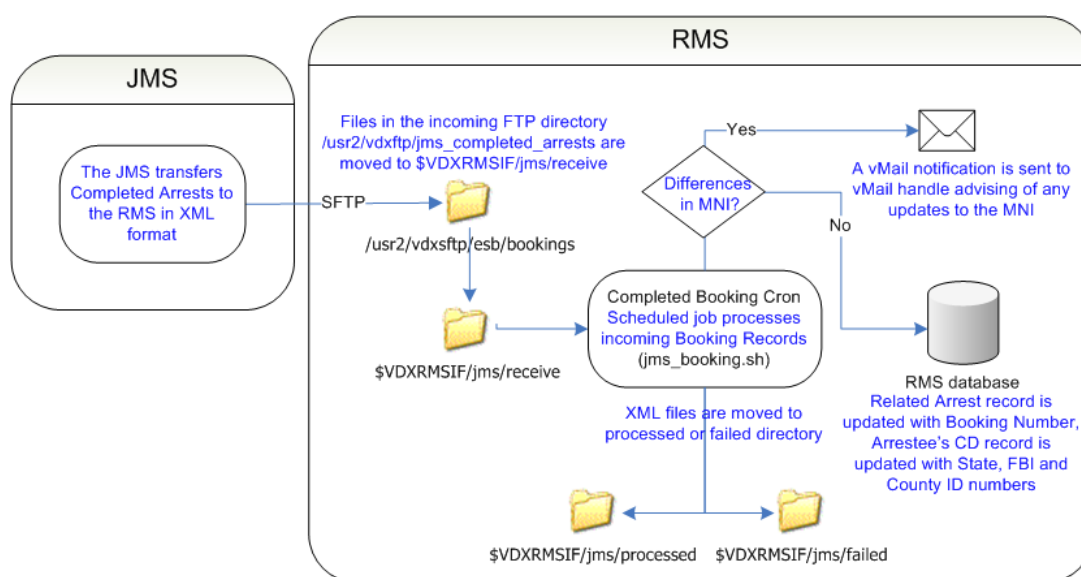 JMS
The JMS transfers
Completed Arrests to
the RMS in XML
format
SFTP
RMS
Files in the incoming FTP directory
/usr2/vdxftp/jms_completed_arrests are
moved to $VDXRMSIF/jms/receive
/usr2/vdxsftp/esb/bookings
$VDXRMSIF/jms/receive
Completed Booking Cron
Scheduled job processes
incoming Booking Records
(jms_booking.sh)
Differences
in MNI?
Yes
A vMail notification is sent to
vMail handle advising of any
updates to the MNI
No
RMS database
Related Arrest record is
updated with Booking Number,
Arrestee's CD record is
updated with State, FBI and
County ID numbers
XML files are moved to
processed or failed directory
$VDXRMSIF/jms/processed
$VDXRMSIF/jms/failed